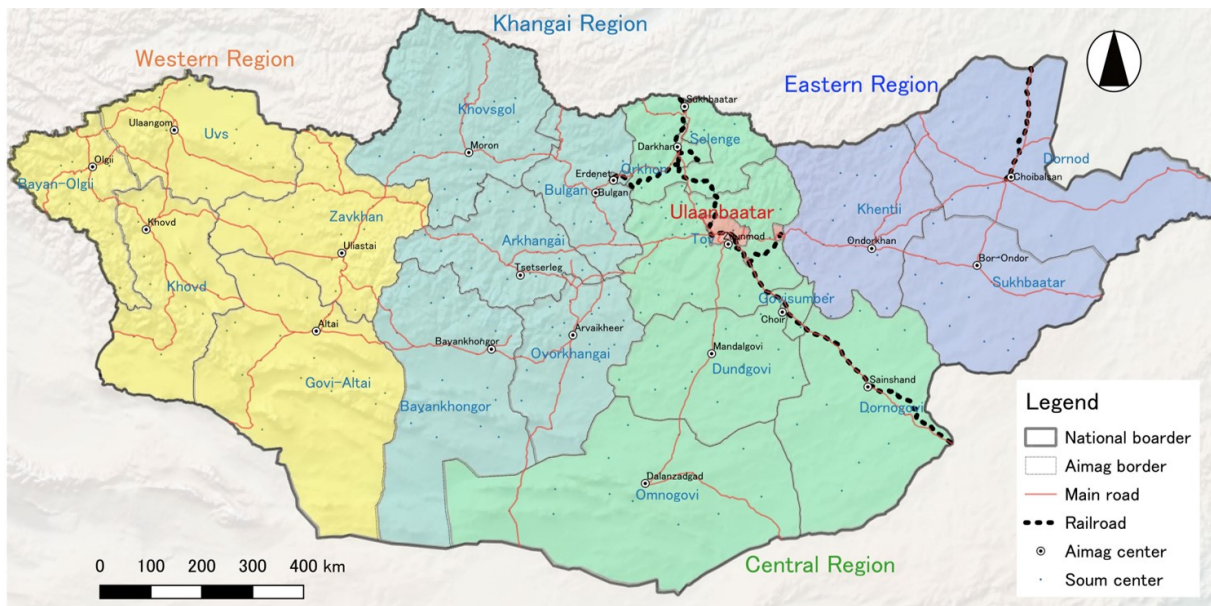 Khangai Region
Western Region
Eastern Region
Central Region
Ulaanbaatar
Uvs
Ulaangom
Olgii
Bayan-Olgii
Khovd
Khovd
Zavkhan
Uliastai
Altai
Govi-Altai
Khovsgol
Moron
Bulgan
Bulgan
Erdenet
Orkhon
Arkhangai
Tsetserleg
Arvaikheer
Ovorkhangai
Bayankhongor
Bayankhongor
Sukhbaatar
Selenge
Darkhan
Tov
Govisumber
Choir
Mandalgovi
Dundgovi
Sainshand
Dornogovi
Dalanzadgad
Omnogovi
Khentii
Ondorkhan
Dornod
Choibalsan
Bor-Ondor
Sukhbaatar
Legend
National boarder
Aimag border
Main road
Railroad
Aimag center
Soum center
0 100 200 300 400 km